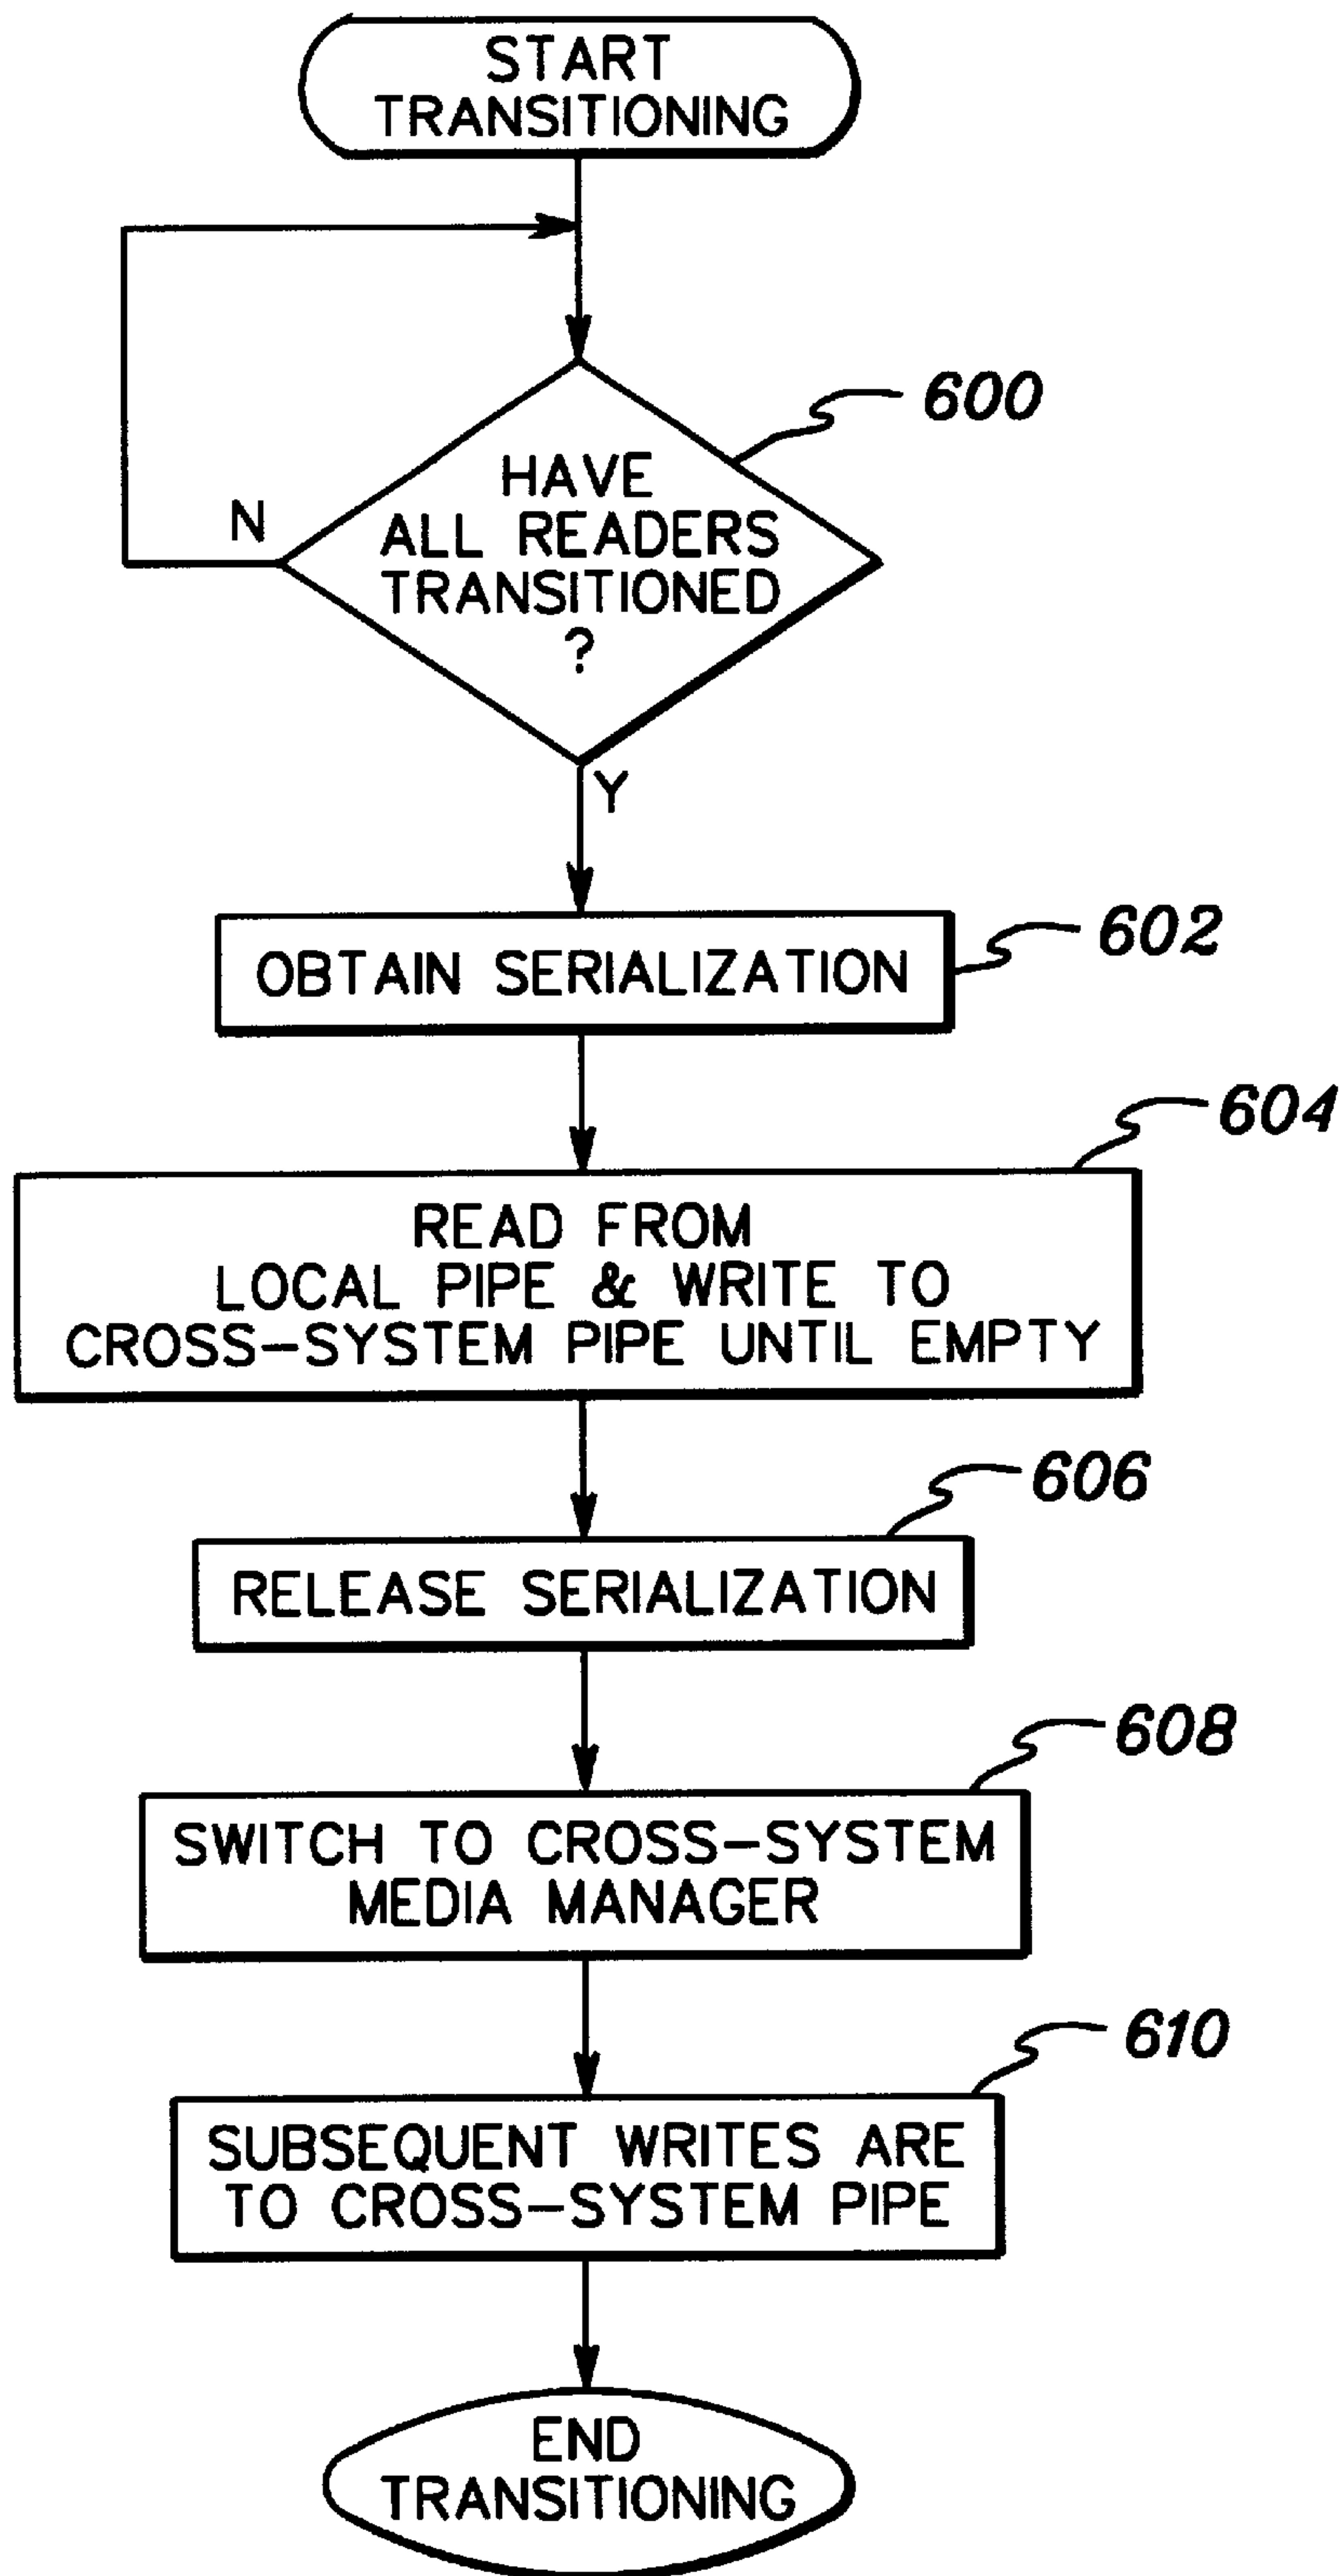 START
TRANSITIONING
600
HAVE
ALL READERS
TRANSITIONED
?
N
Y
602
OBTAIN SERIALIZATION
604
READ FROM
LOCAL PIPE & WRITE TO
CROSS-SYSTEM PIPE UNTIL EMPTY
606
RELEASE SERIALIZATION
608
SWITCH TO CROSS-SYSTEM
MEDIA MANAGER
610
SUBSEQUENT WRITES ARE
TO CROSS-SYSTEM PIPE
END
TRANSITIONING